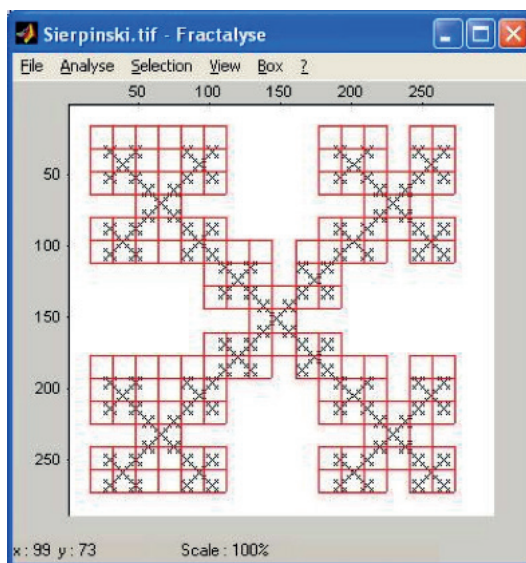 Sierpinski.tif - Fractalyse
File Analyse Selection View Box ?
50 100 150 200 250
50
100
150
200
250
x : 99 y : 73 Scale : 100%